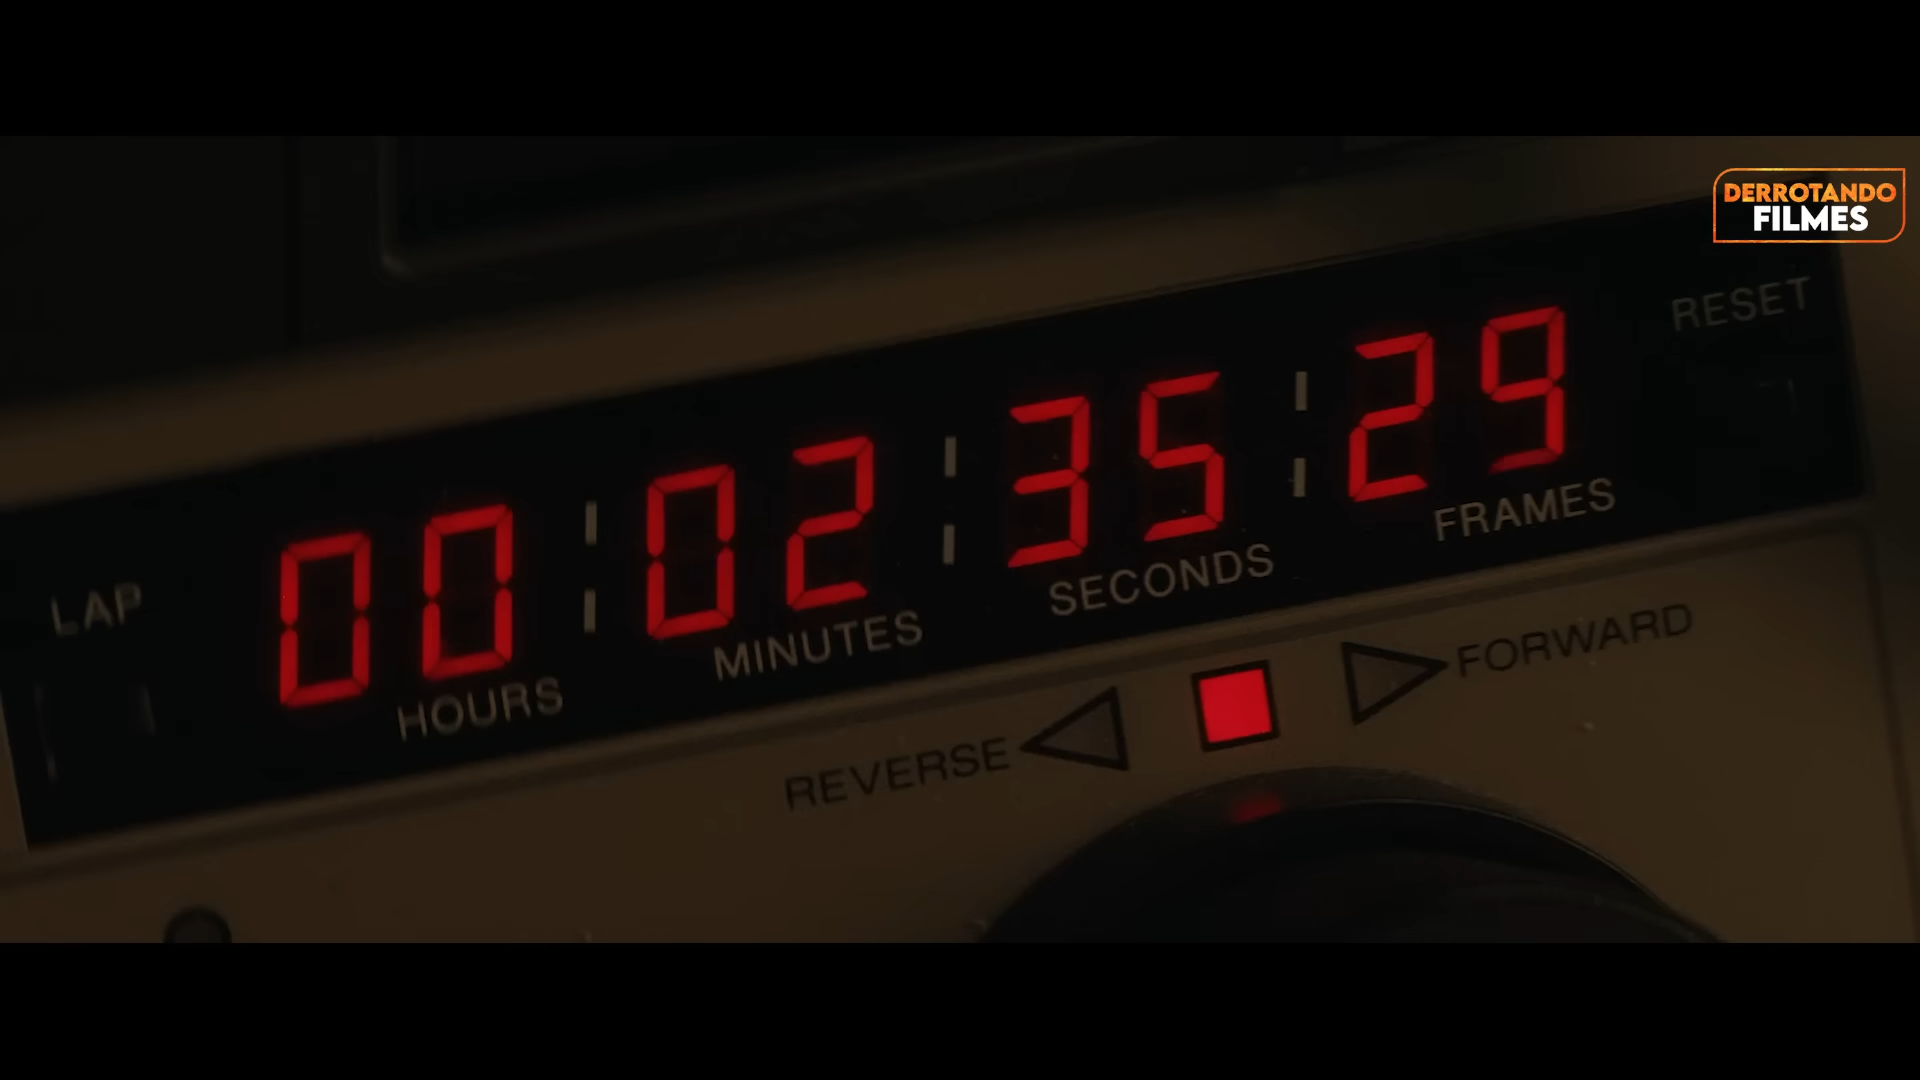 DERROTANDO
FILMES
RESET
LAP
00:02:35:29
HOURS MINUTES SECONDS FRAMES
REVERSE FORWARD